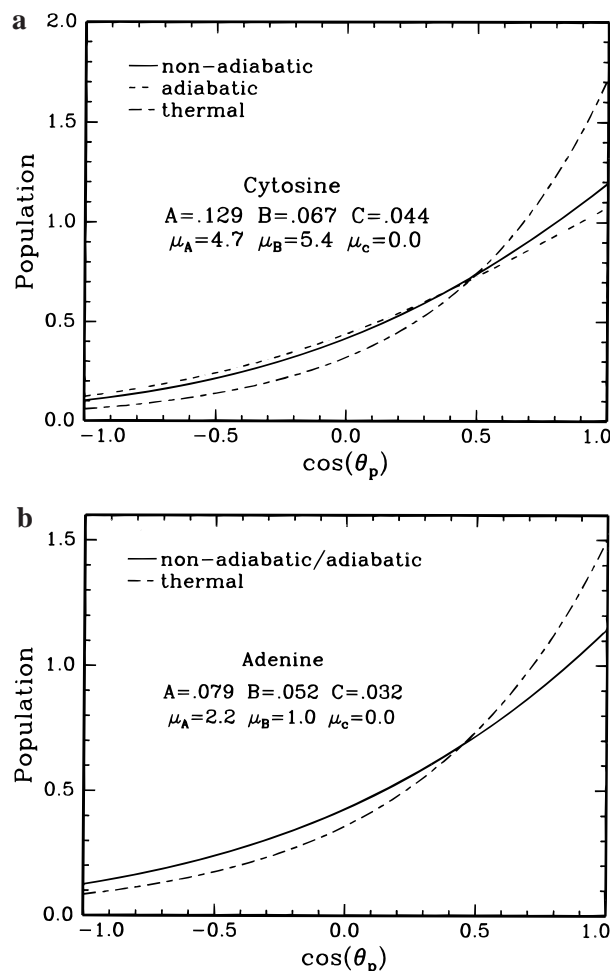 a
2.0
non-adiabatic
adiabatic
thermal
1.5
Cytosine
A=.129 B=.067 C=.044
μA=4.7 μB=5.4 μc=0.0
1.0
Population
0.5
0.0
−1.0 −0.5 0.0 0.5 1.0
cos(θp)
b
1.5
non-adiabatic/adiabatic
thermal
Adenine
1.0
A=.079 B=.052 C=.032
μA=2.2 μB=1.0 μc=0.0
Population
0.5
0.0
−1.0 −0.5 0.0 0.5 1.0
cos(θp)